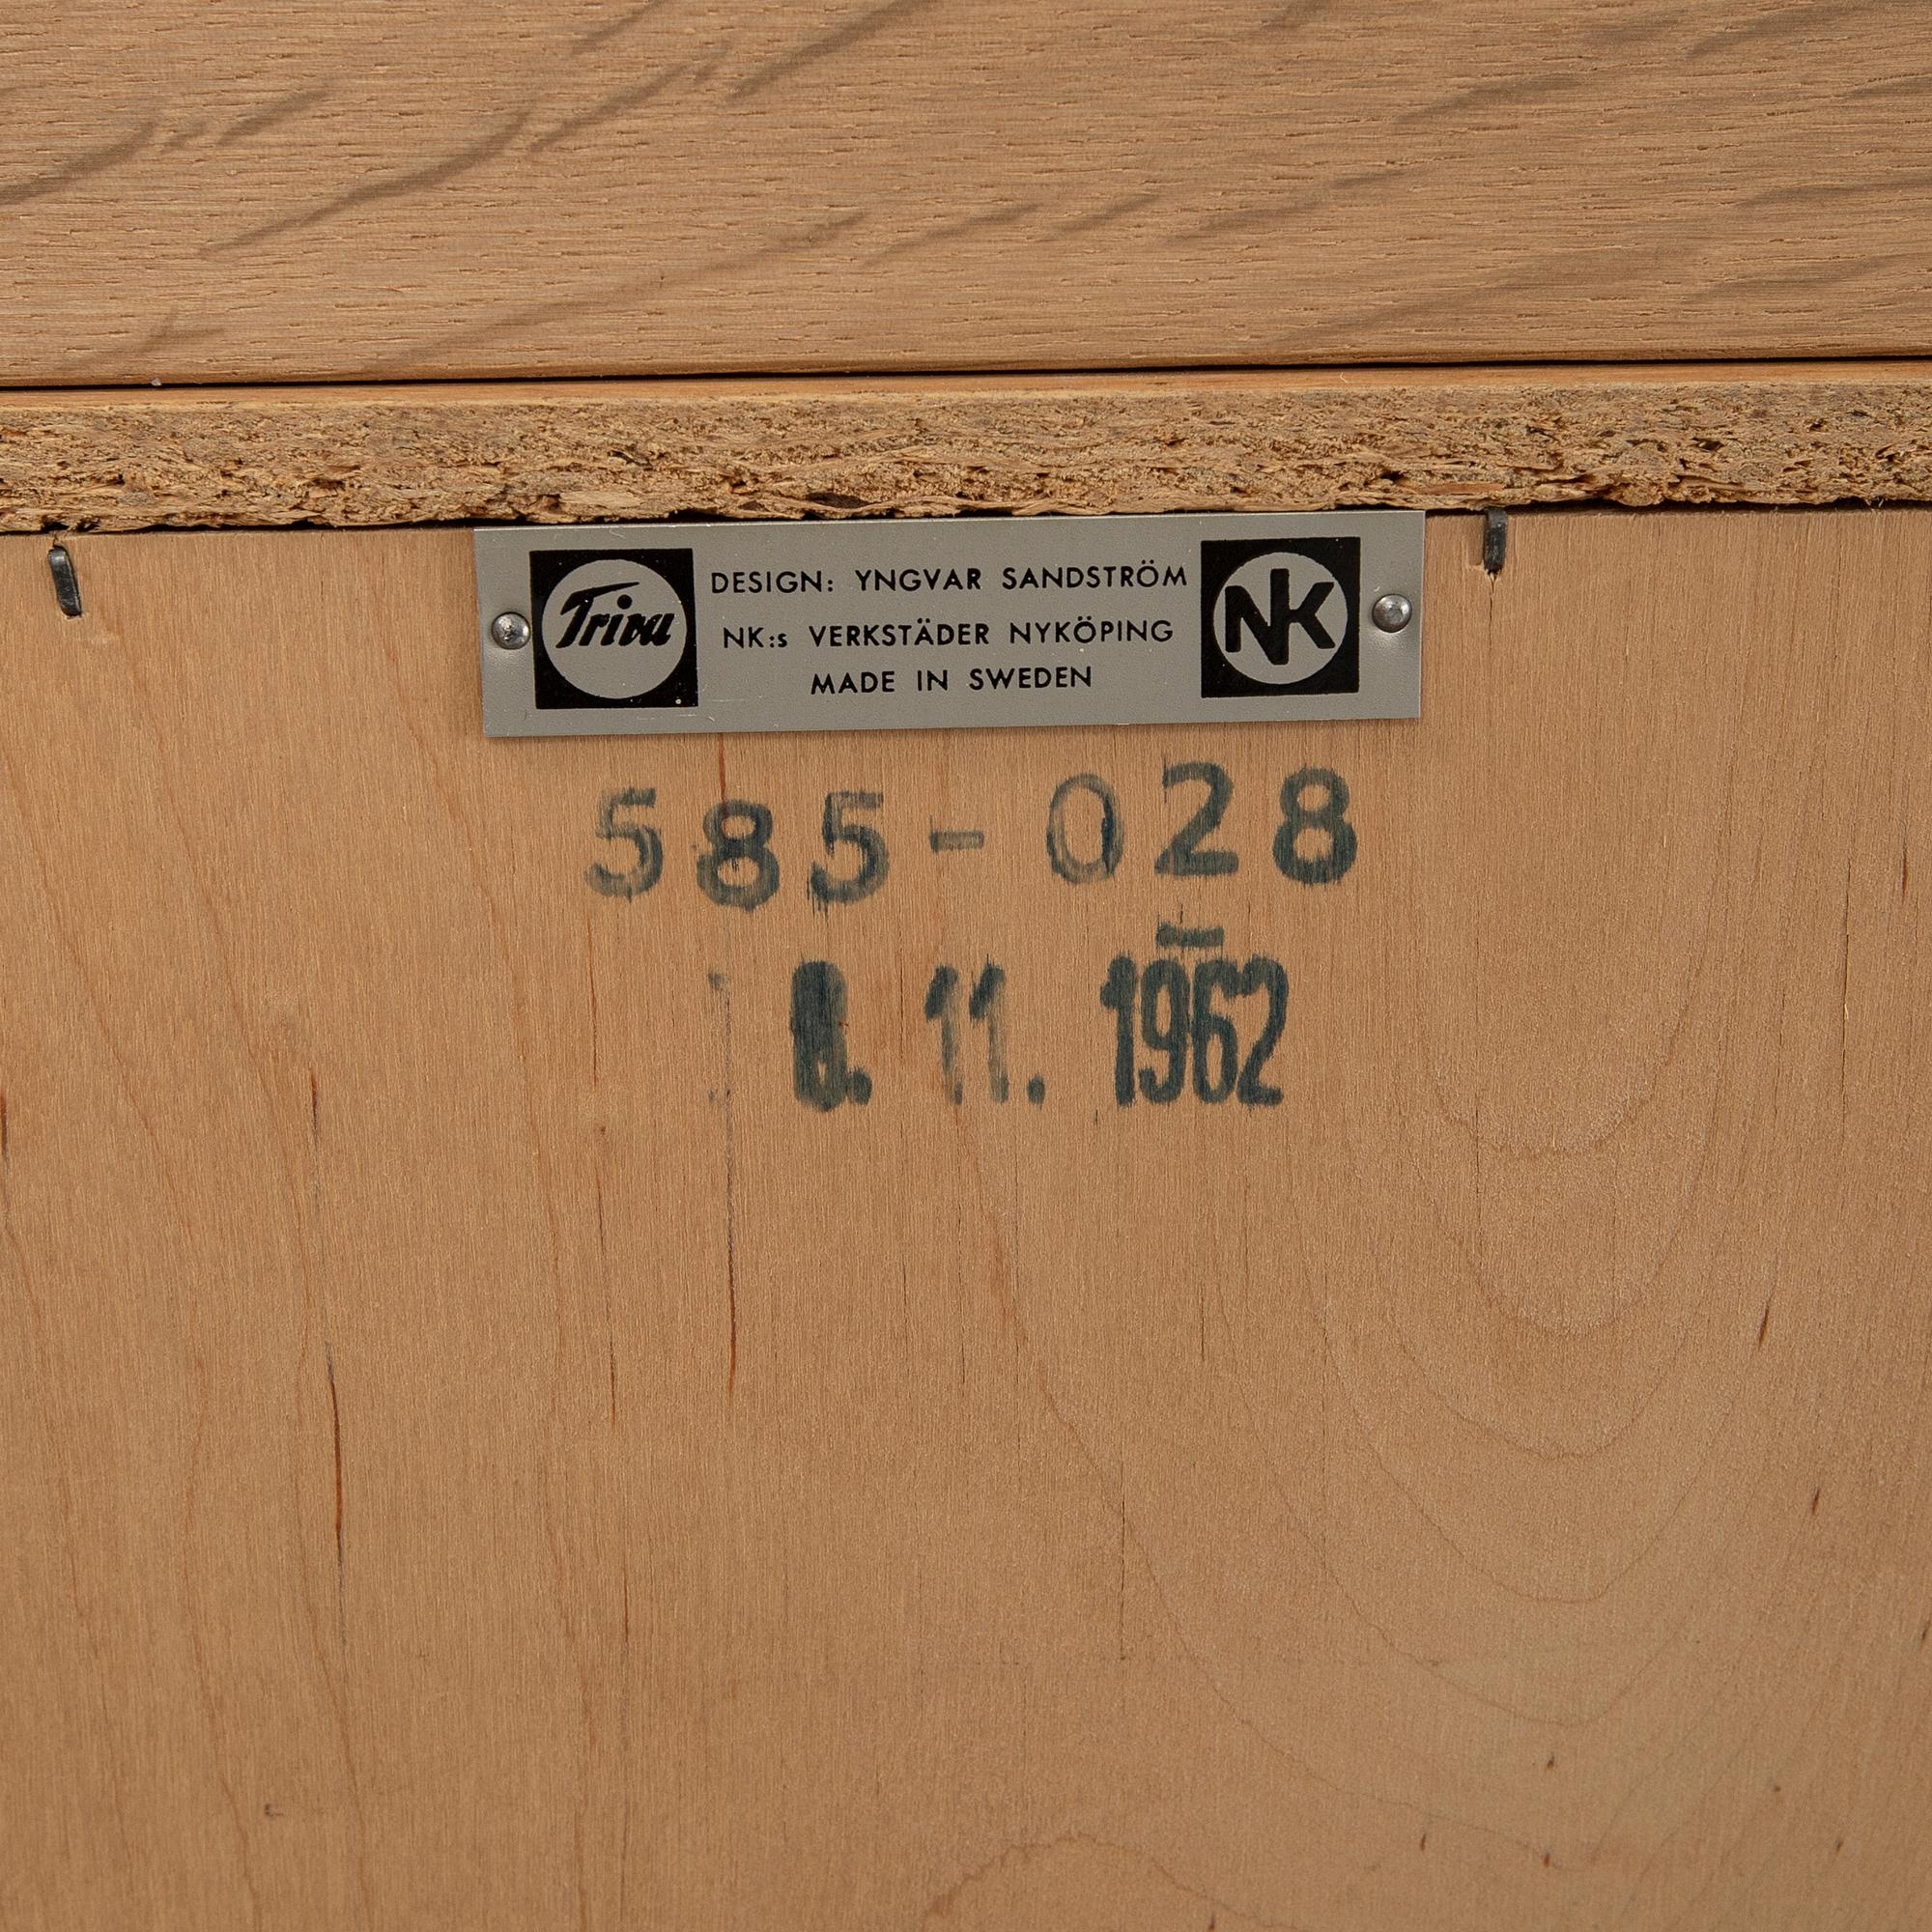 Triva
DESIGN: YNGVAR SANDSTRÖM
NK:s VERKSTÄDER NYKÖPING
MADE IN SWEDEN
NK
585-028
11. 1962